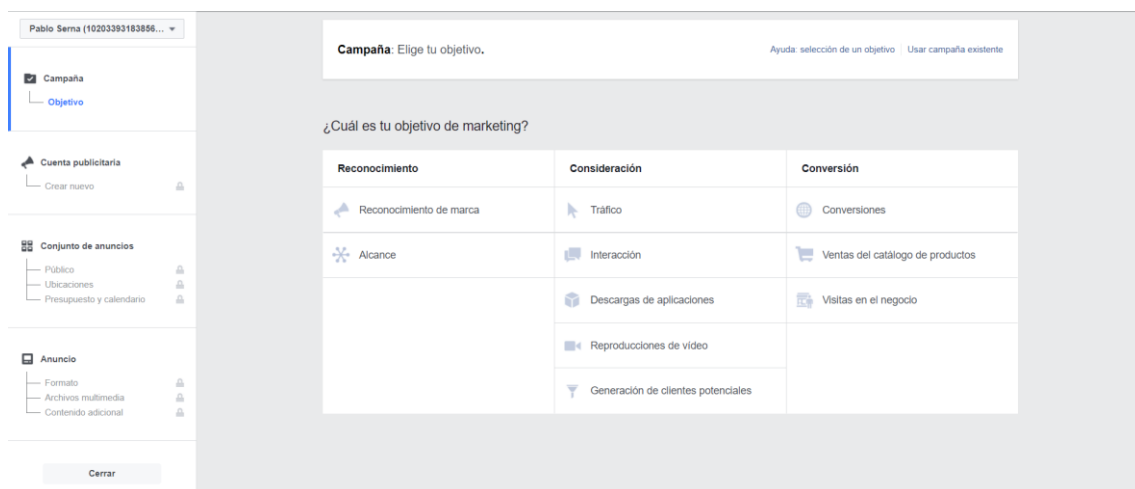 Pablo Serna (10203393183856...
Campaña
Objetivo
Cuenta publicitaria
Crear nuevo
Conjunto de anuncios
Público
Ubicaciones
Presupuesto y calendario
Anuncio
Formato
Archivos multimedia
Contenido adicional
Cerrar
Campaña: Elige tu objetivo.
Ayuda: selección de un objetivo | Usar campaña existente
¿Cuál es tu objetivo de marketing?
Reconocimiento Consideración Conversión
Reconocimiento de marca Tráfico Conversiones
Alcance Interacción Ventas del catálogo de productos
Descargas de aplicaciones Visitas en el negocio
Reproducciones de vídeo
Generación de clientes potenciales